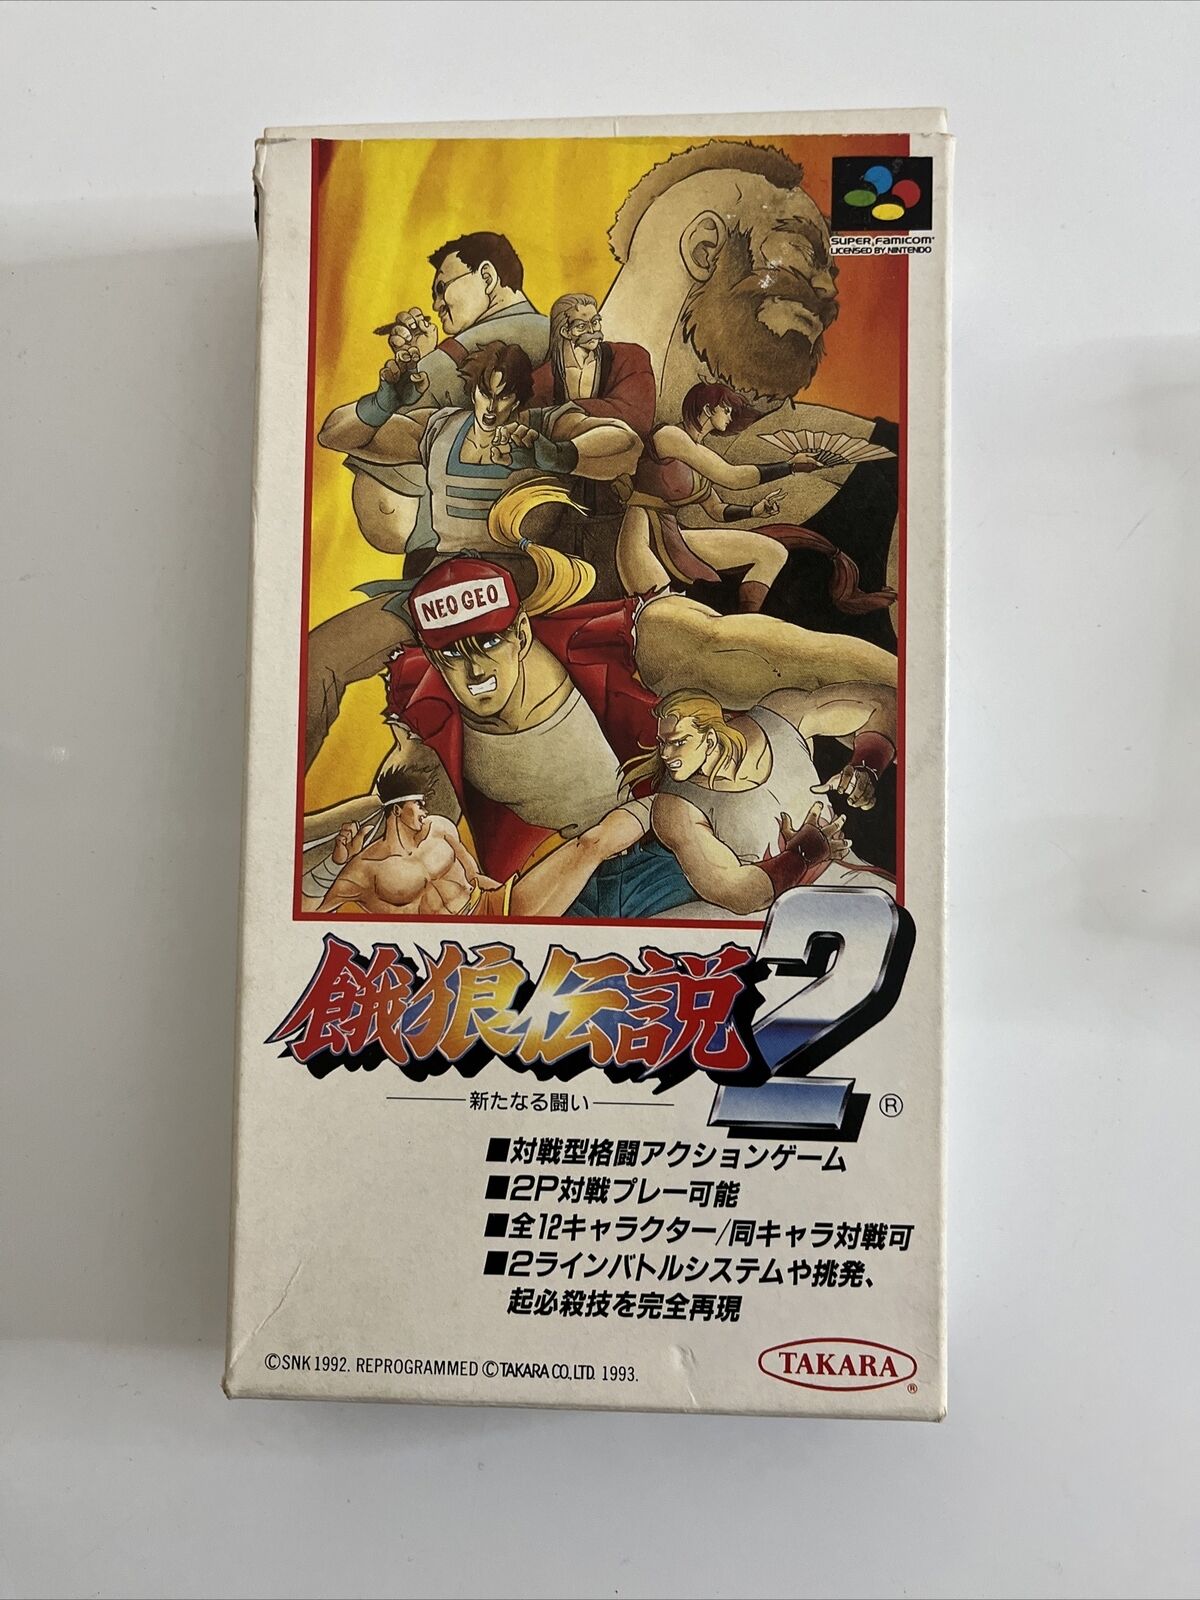 SUPER FAMICOM
LICENSED BY NINTENDO
NEO GEO
餓狼伝説2
新たなる闘い
®
■対戦型格闘アクションゲーム
■2P対戦プレー可能
■全12キャラクター/同キャラ対戦可
■2ラインバトルシステムや挑発、
起必殺技を完全再現
©SNK 1992. REPROGRAMMED ©TAKARA CO., LTD. 1993.
TAKARA
®